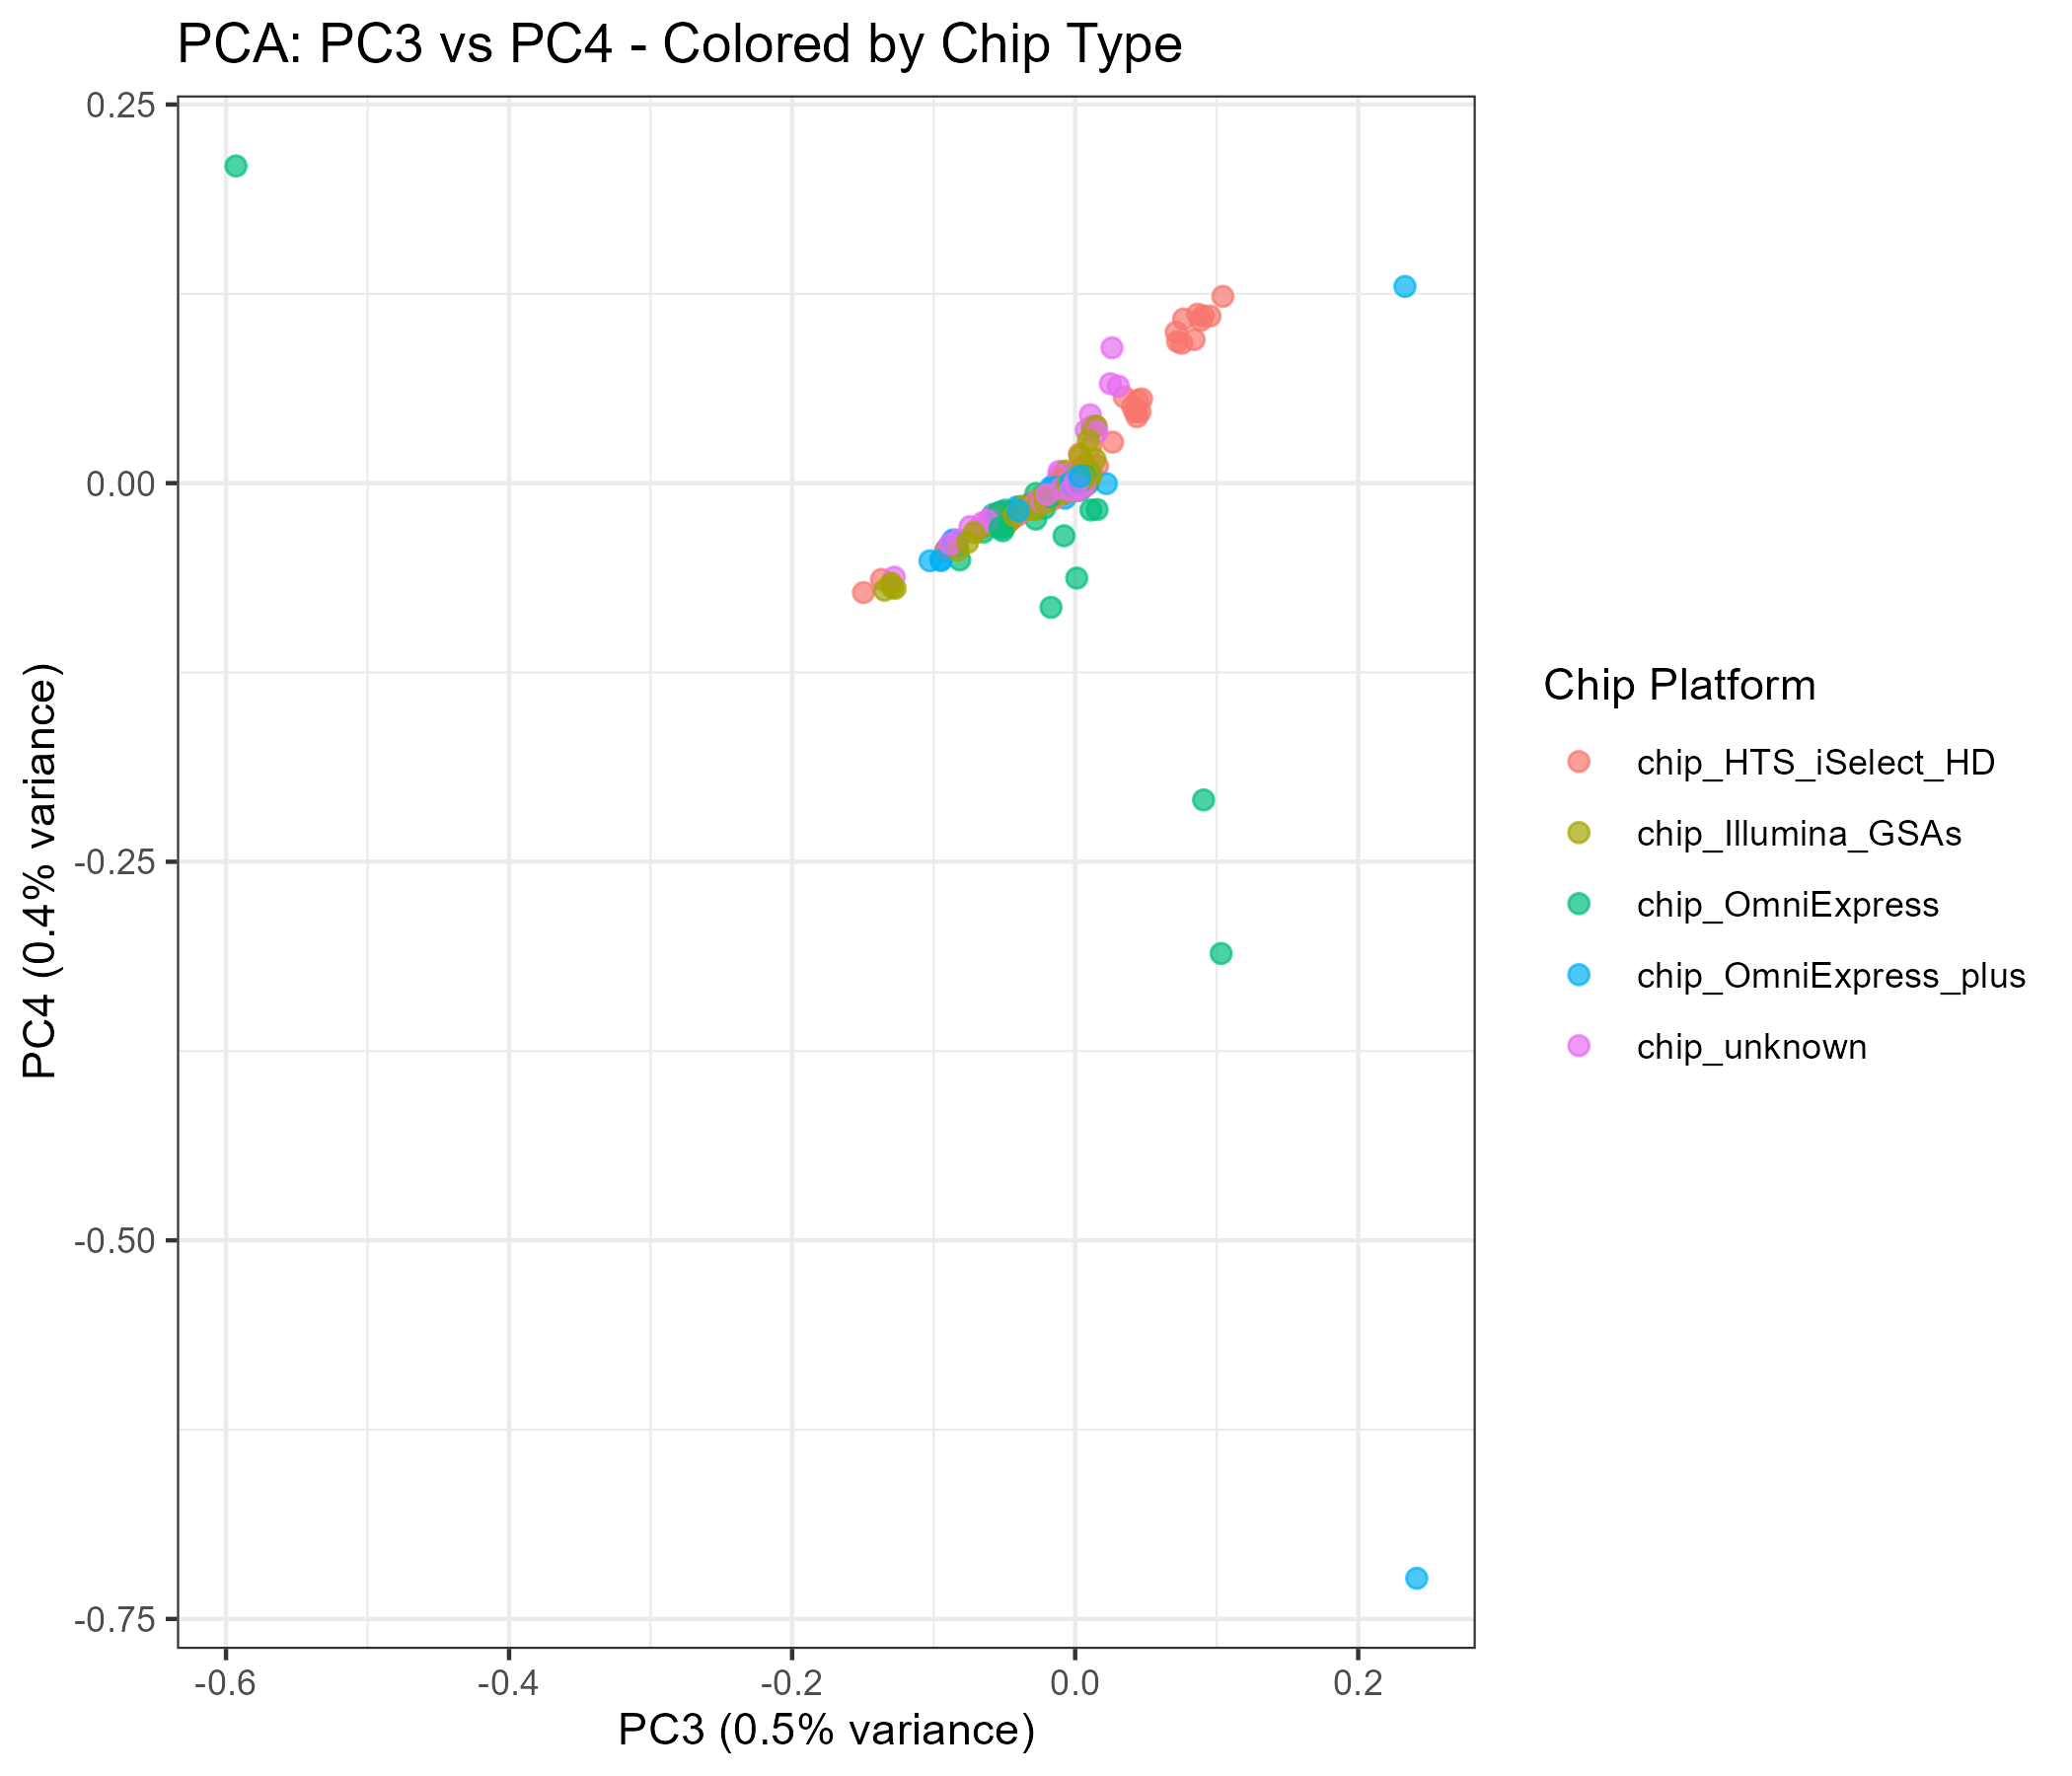 PCA: PC3 vs PC4 - Colored by Chip Type
0.25
0.00
-0.25
-0.50
-0.75
PC4 (0.4% variance)
-0.6
-0.4
-0.2
0.0
0.2
PC3 (0.5% variance)
Chip Platform
chip_HTS_iSelect_HD
chip_Illumina_GSAs
chip_OmniExpress
chip_OmniExpress_plus
chip_unknown